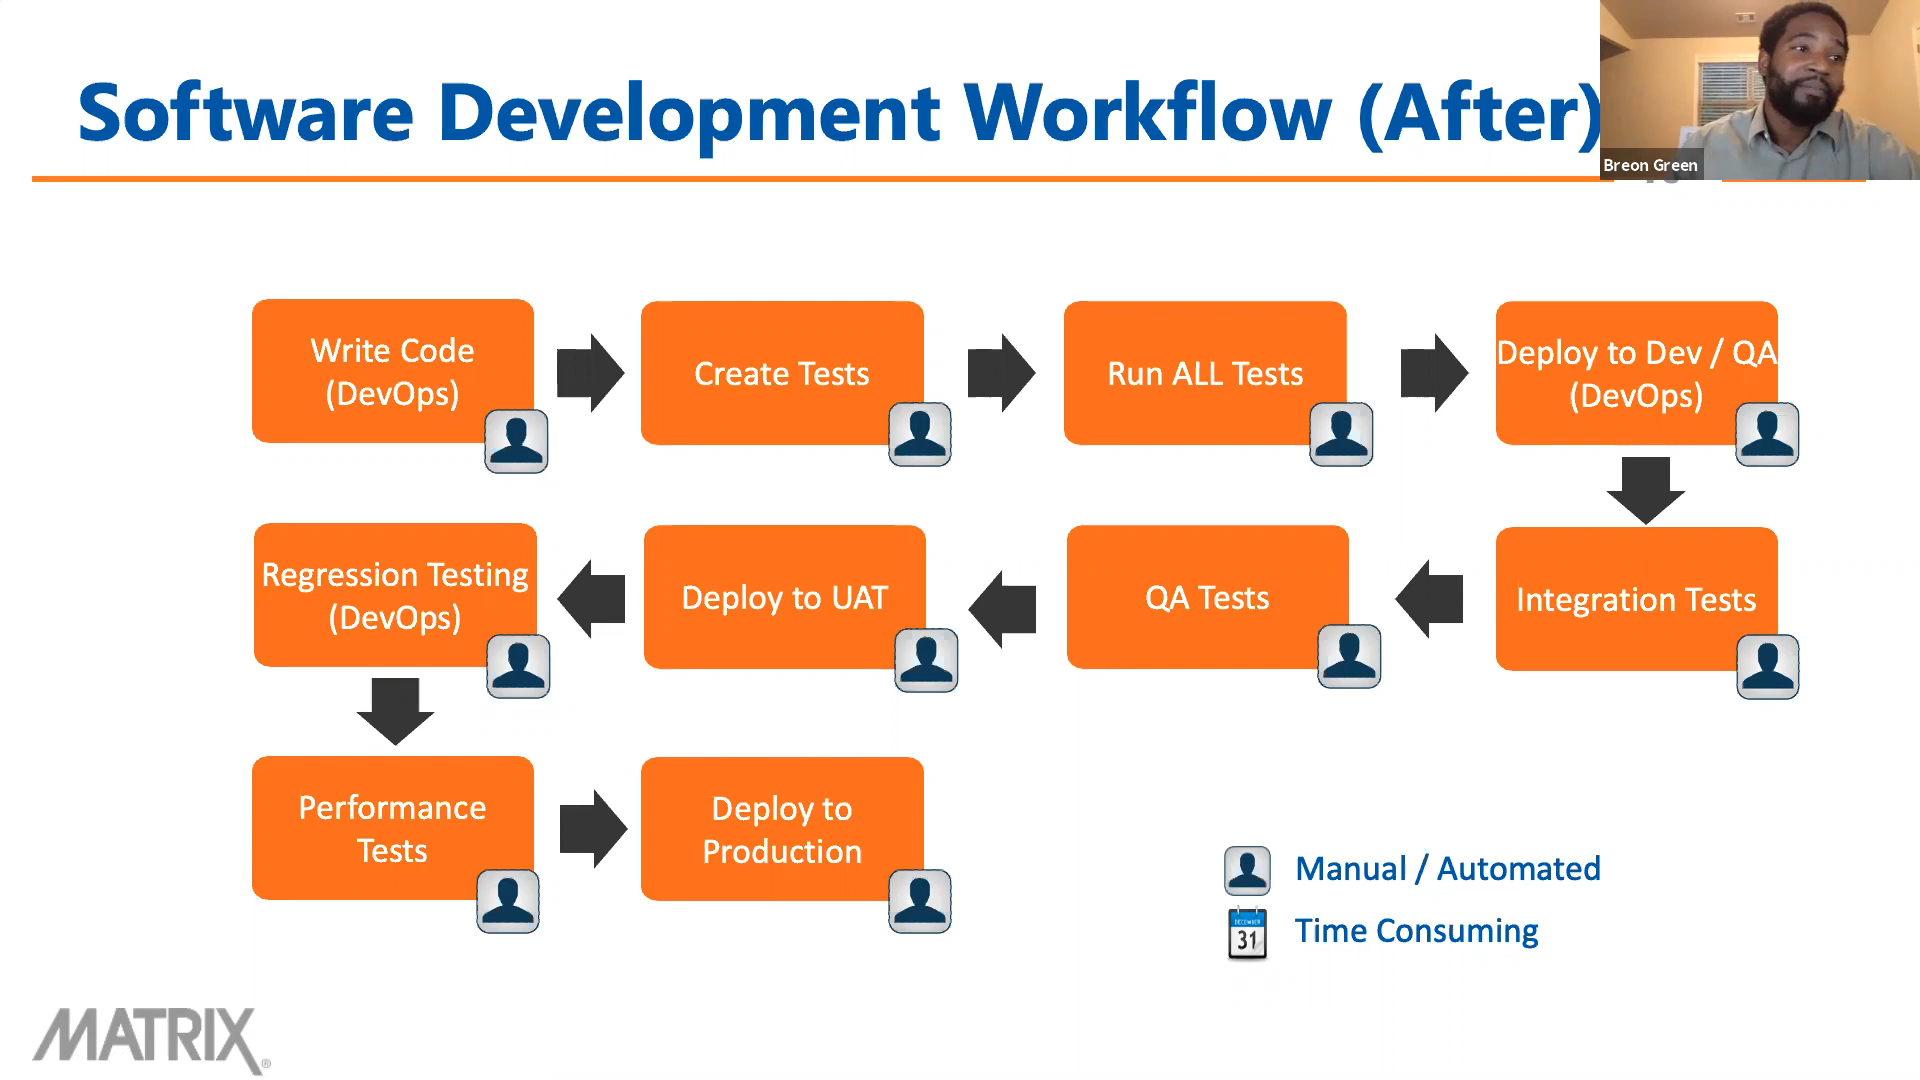 Software Development Workflow (After)
Breon Green
Write Code
(DevOps)
Create Tests
Run ALL Tests
Deploy to Dev / QA
(DevOps)
Regression Testing
(DevOps)
Deploy to UAT
QA Tests
Integration Tests
Performance
Tests
Deploy to
Production
Manual / Automated
DECEMBER
31
Time Consuming
MATRIX®